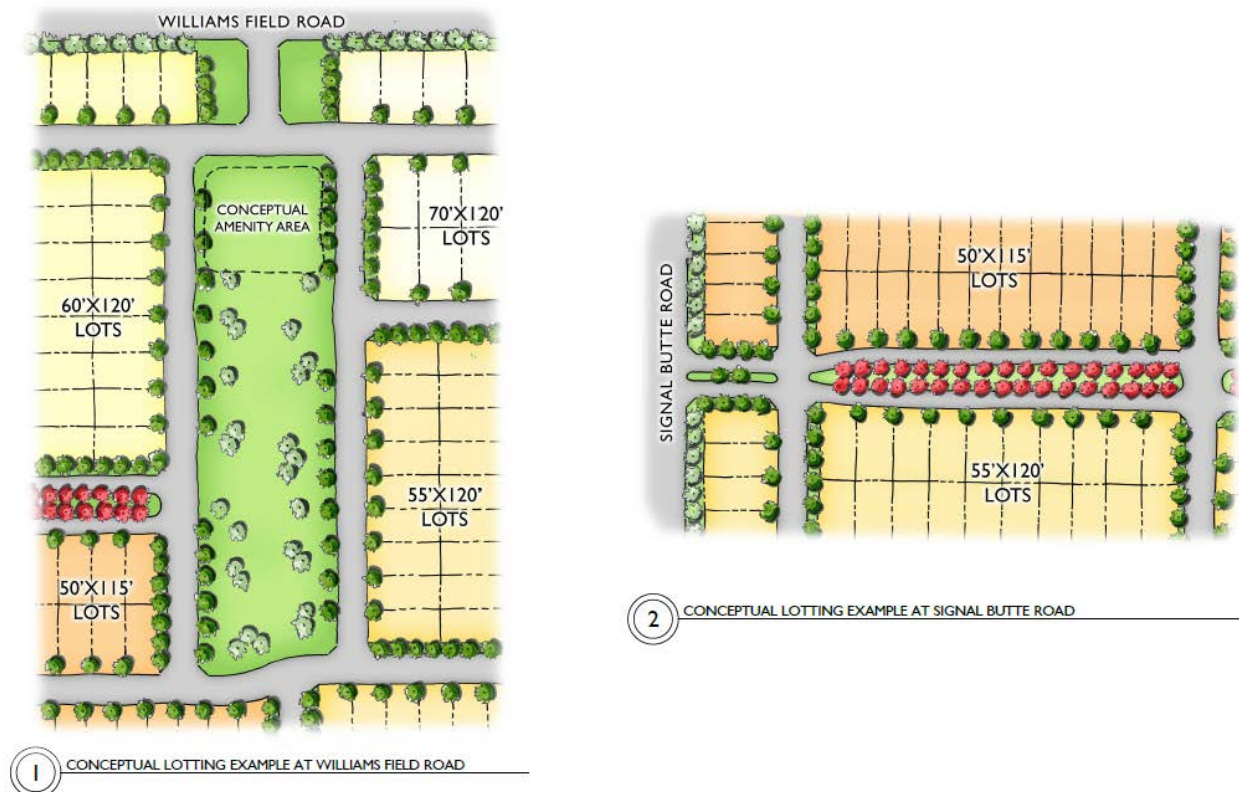 WILLIAMS FIELD ROAD
CONCEPTUAL
AMENITY AREA
70'X120'
LOTS
60'X120'
LOTS
55'X120'
LOTS
50'X115'
LOTS
1
CONCEPTUAL LOTTING EXAMPLE AT WILLIAMS FIELD ROAD
SIGNAL BUTTE ROAD
50'X115'
LOTS
55'X120'
LOTS
2
CONCEPTUAL LOTTING EXAMPLE AT SIGNAL BUTTE ROAD